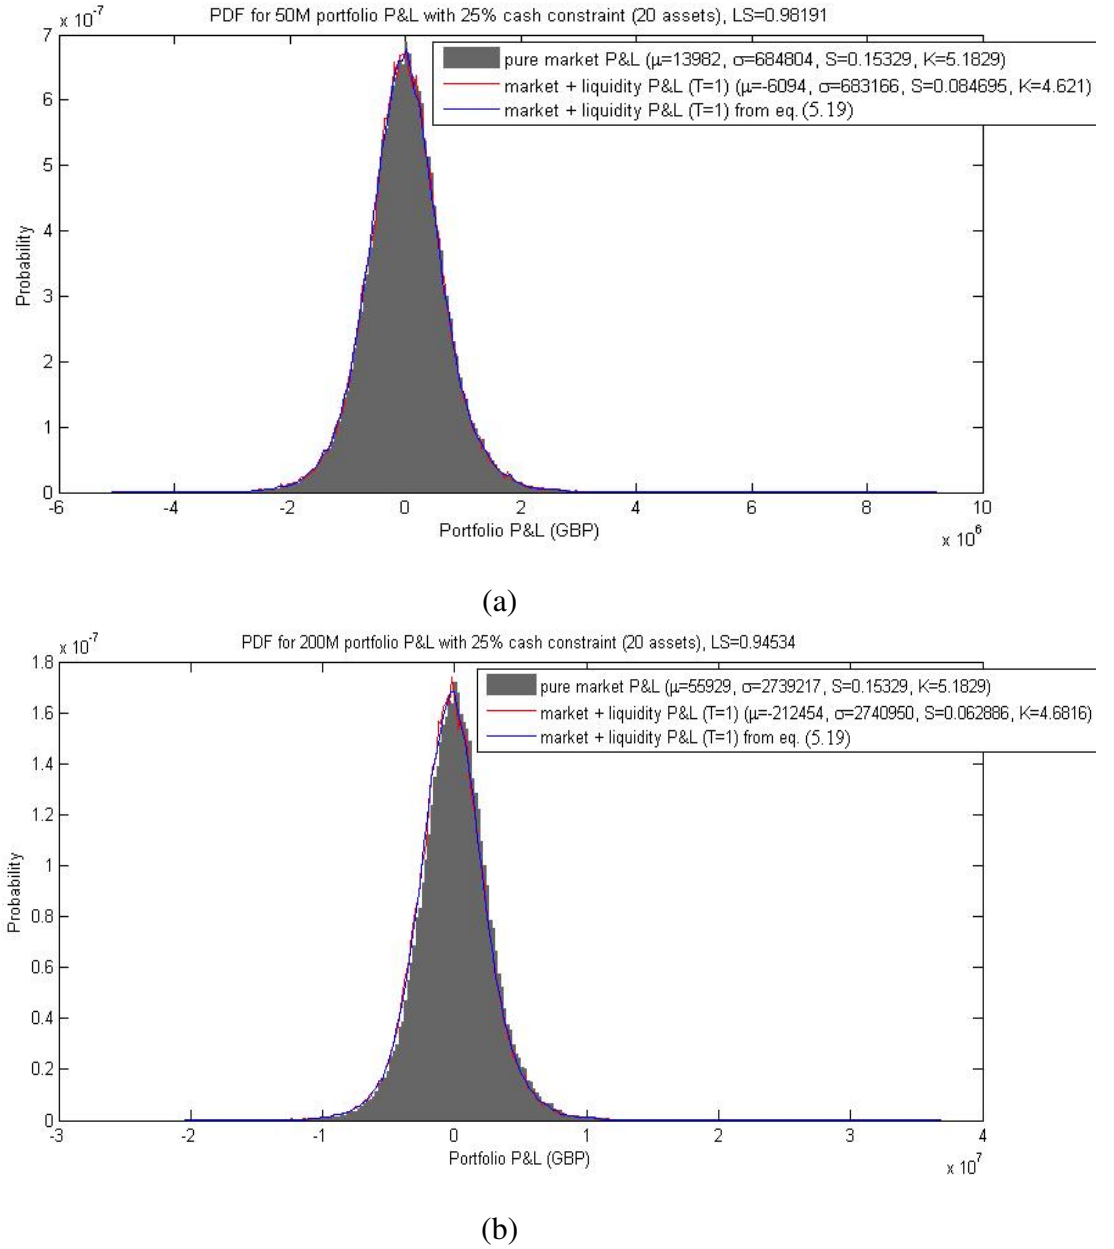 PDF for 50M portfolio P&L with 25% cash constraint (20 assets), LS=0.98191
x 10⁻⁷
pure market P&L (μ=13982, σ=684804, S=0.15329, K=5.1829)
market + liquidity P&L (T=1) (μ=-6094, σ=683166, S=0.084695, K=4.621)
market + liquidity P&L (T=1) from eq. (5.19)
7
6
5
4
3
2
1
0
Probability
-6 -4 -2 0 2 4 6 8 10
Portfolio P&L (GBP)
x 10⁶
(a)
PDF for 200M portfolio P&L with 25% cash constraint (20 assets), LS=0.94534
x 10⁻⁷
pure market P&L (μ=55929, σ=2739217, S=0.15329, K=5.1829)
market + liquidity P&L (T=1) (μ=-212454, σ=2740950, S=0.062886, K=4.6816)
market + liquidity P&L (T=1) from eq. (5.19)
1.8
1.6
1.4
1.2
1
0.8
0.6
0.4
0.2
0
Probability
-3 -2 -1 0 1 2 3 4
Portfolio P&L (GBP)
x 10⁷
(b)